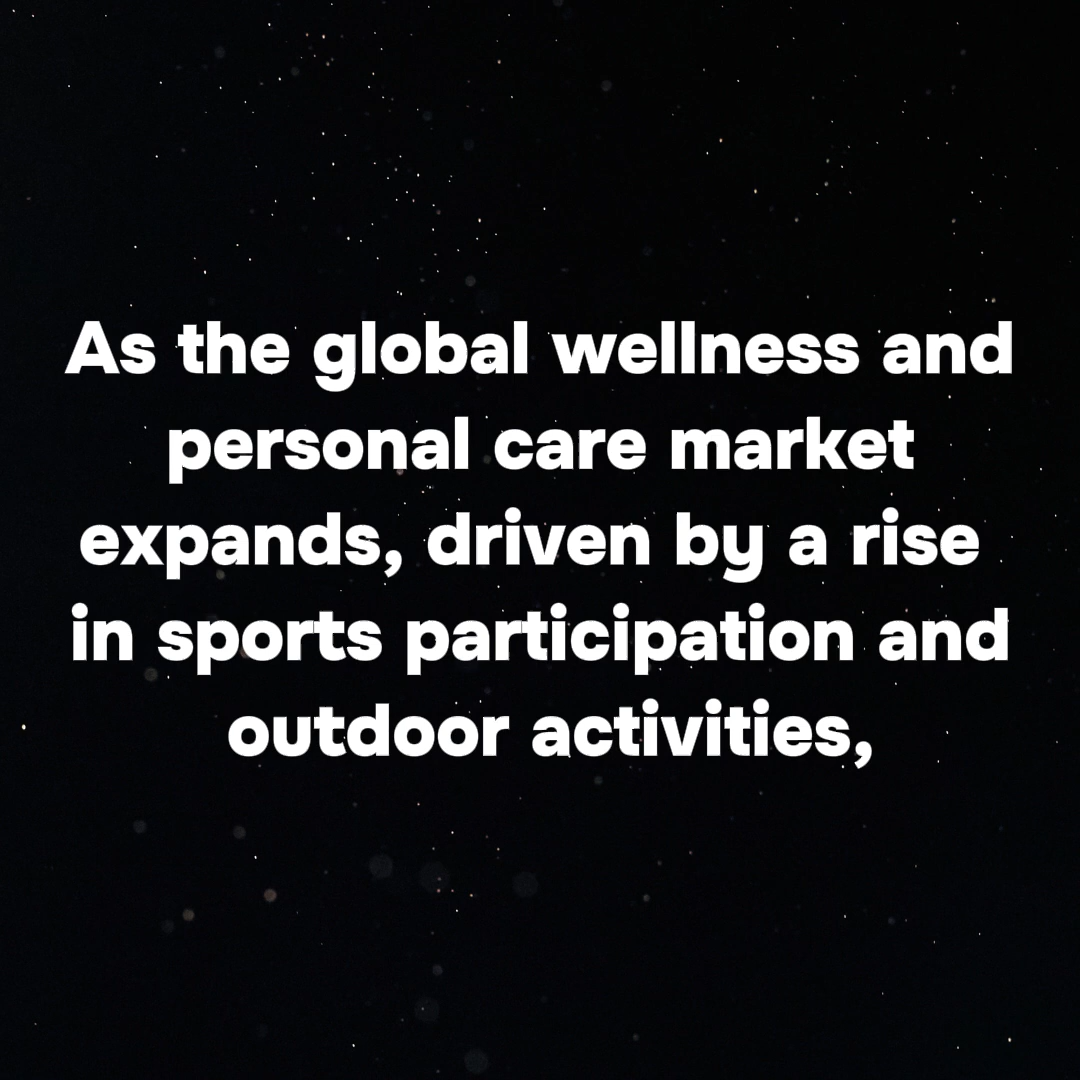 As the global wellness and
personal care market
expands, driven by a rise
in sports participation and
outdoor activities,